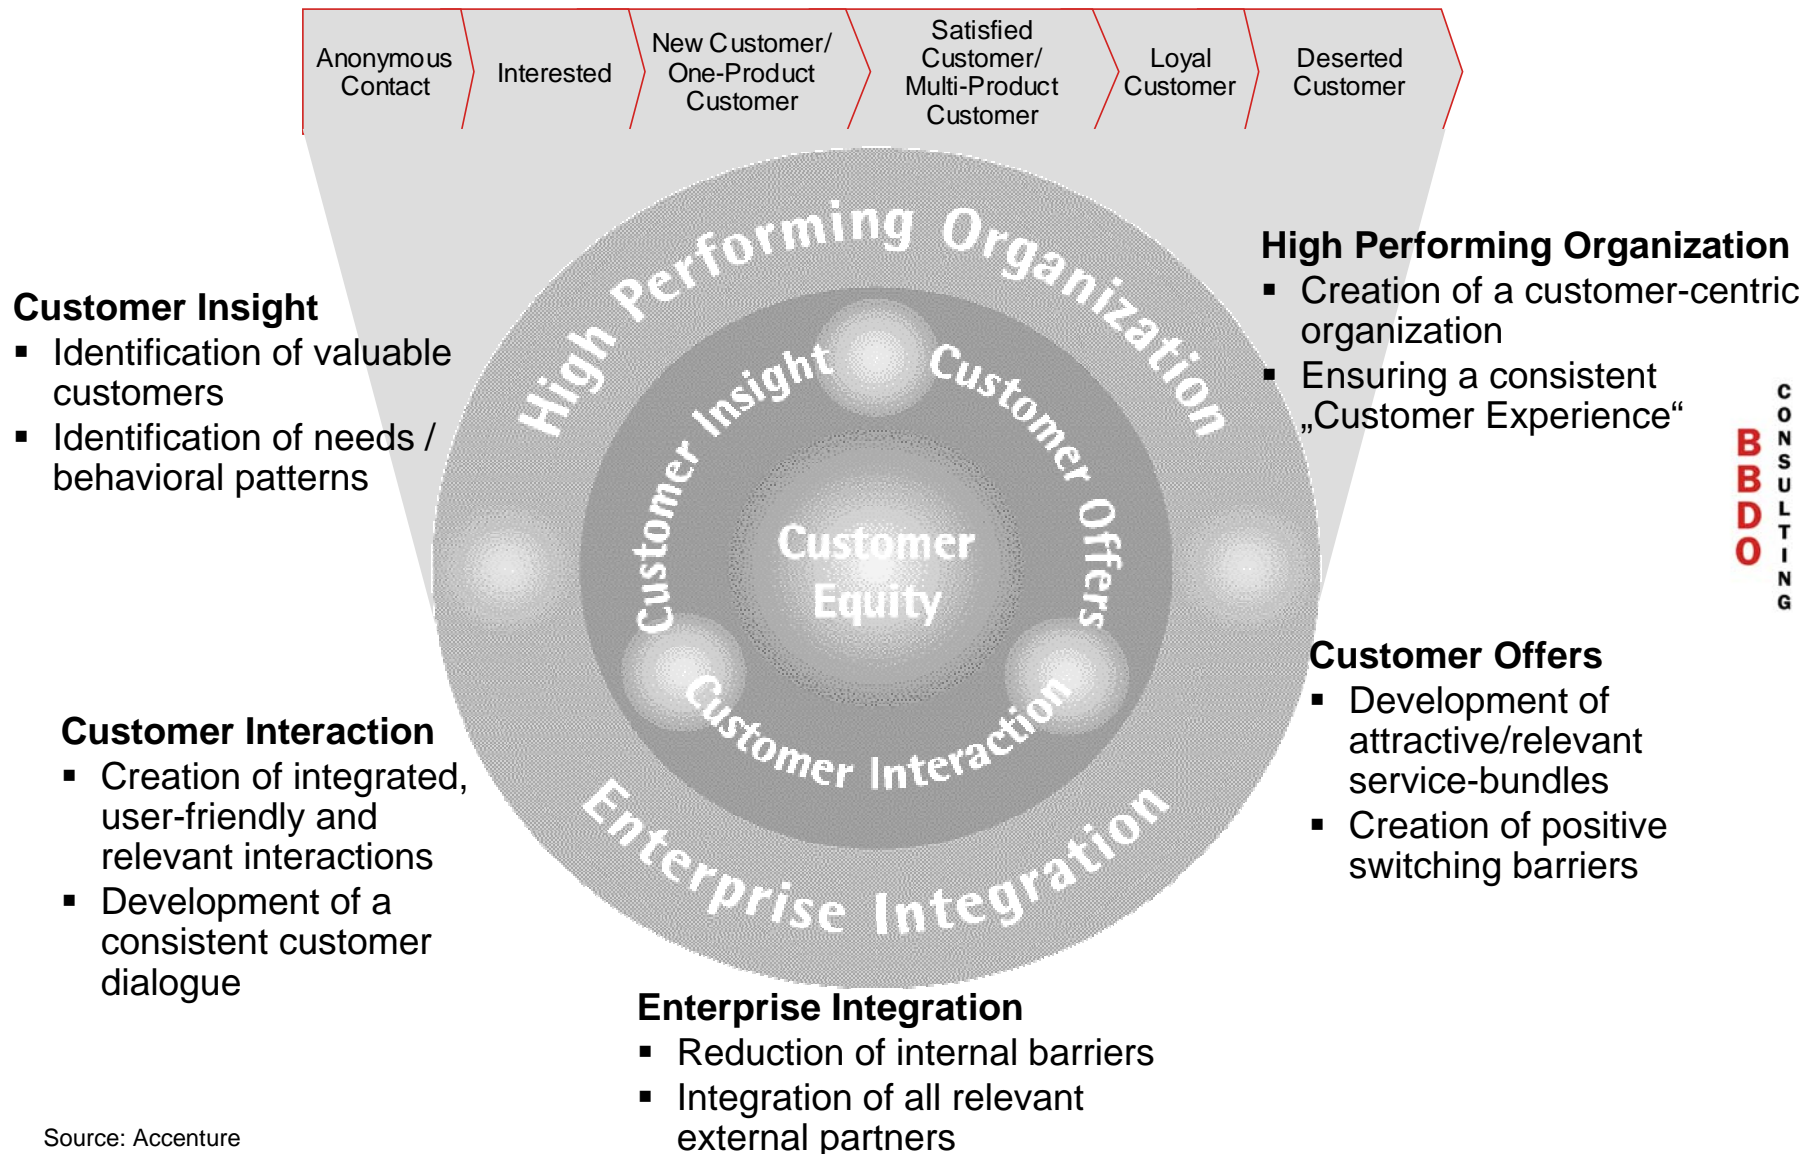 Anonymous
Contact
Interested
New Customer/
One-Product
Customer
Satisfied
Customer/
Multi-Product
Customer
Loyal
Customer
Deserted
Customer
High Performing Organization
Customer Insight
Customer Offers
Customer Interaction
Customer
Equity
Enterprise Integration
Customer Insight
▪ Identification of valuable
customers
▪ Identification of needs /
behavioral patterns
High Performing Organization
▪ Creation of a customer-centric
organization
▪ Ensuring a consistent
„Customer Experience“
BBDO
CONSULTING
Customer Interaction
▪ Creation of integrated,
user-friendly and
relevant interactions
▪ Development of a
consistent customer
dialogue
Customer Offers
▪ Development of
attractive/relevant
service-bundles
▪ Creation of positive
switching barriers
Enterprise Integration
▪ Reduction of internal barriers
▪ Integration of all relevant
external partners
Source: Accenture